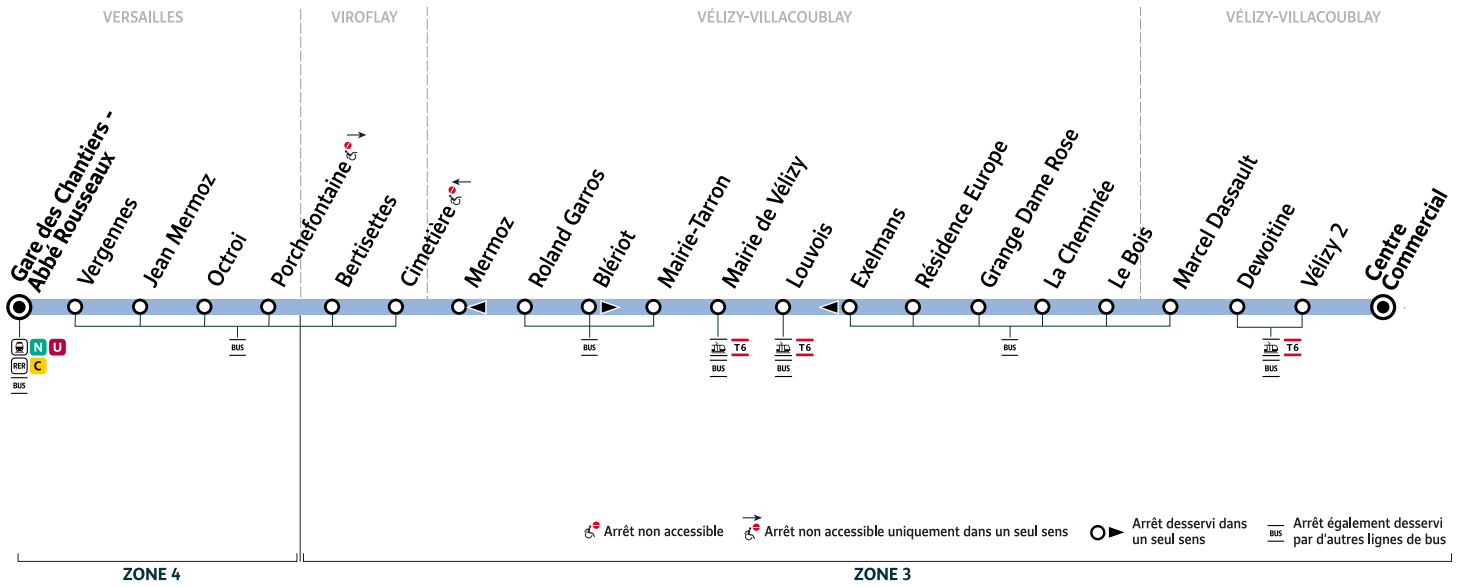 VERSAILLES
VIROFLAY
VÉLIZY-VILLACOUBLAY
VÉLIZY-VILLACOUBLAY
Gare des Chantiers -
Abbé Rousseaux
Vergennes
Jean Mermoz
Octroi
Porchefontaine
Bertisettes
Cimetière
Mermoz
Roland Garros
Blériot
Mairie-Tarron
Mairie de Vélizy
Louvois
Exelmans
Résidence Europe
Grange Dame Rose
La Cheminée
Le Bois
Marcel Dassault
Dewoitine
Vélizy 2
Centre
Commercial
N U
RER C
BUS
BUS
BUS
T6
BUS
T6
BUS
BUS
T6
BUS
Arrêt non accessible
Arrêt non accessible uniquement dans un seul sens
Arrêt desservi dans
un seul sens
BUS
Arrêt également desservi
par d'autres lignes de bus
ZONE 4
ZONE 3